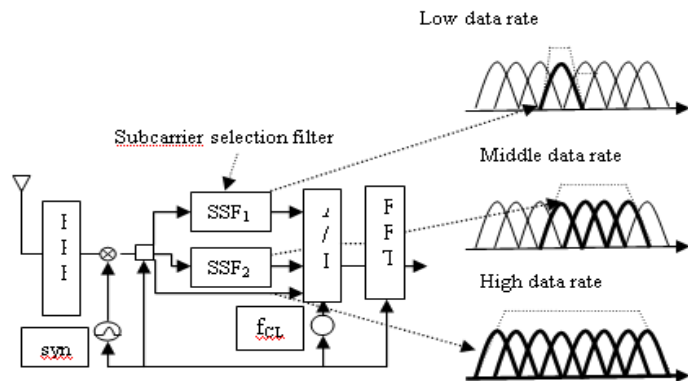 Low data rate
Subcarrier selection filter
Middle data rate
SSF1
SSF2
High data rate
fCL
syn